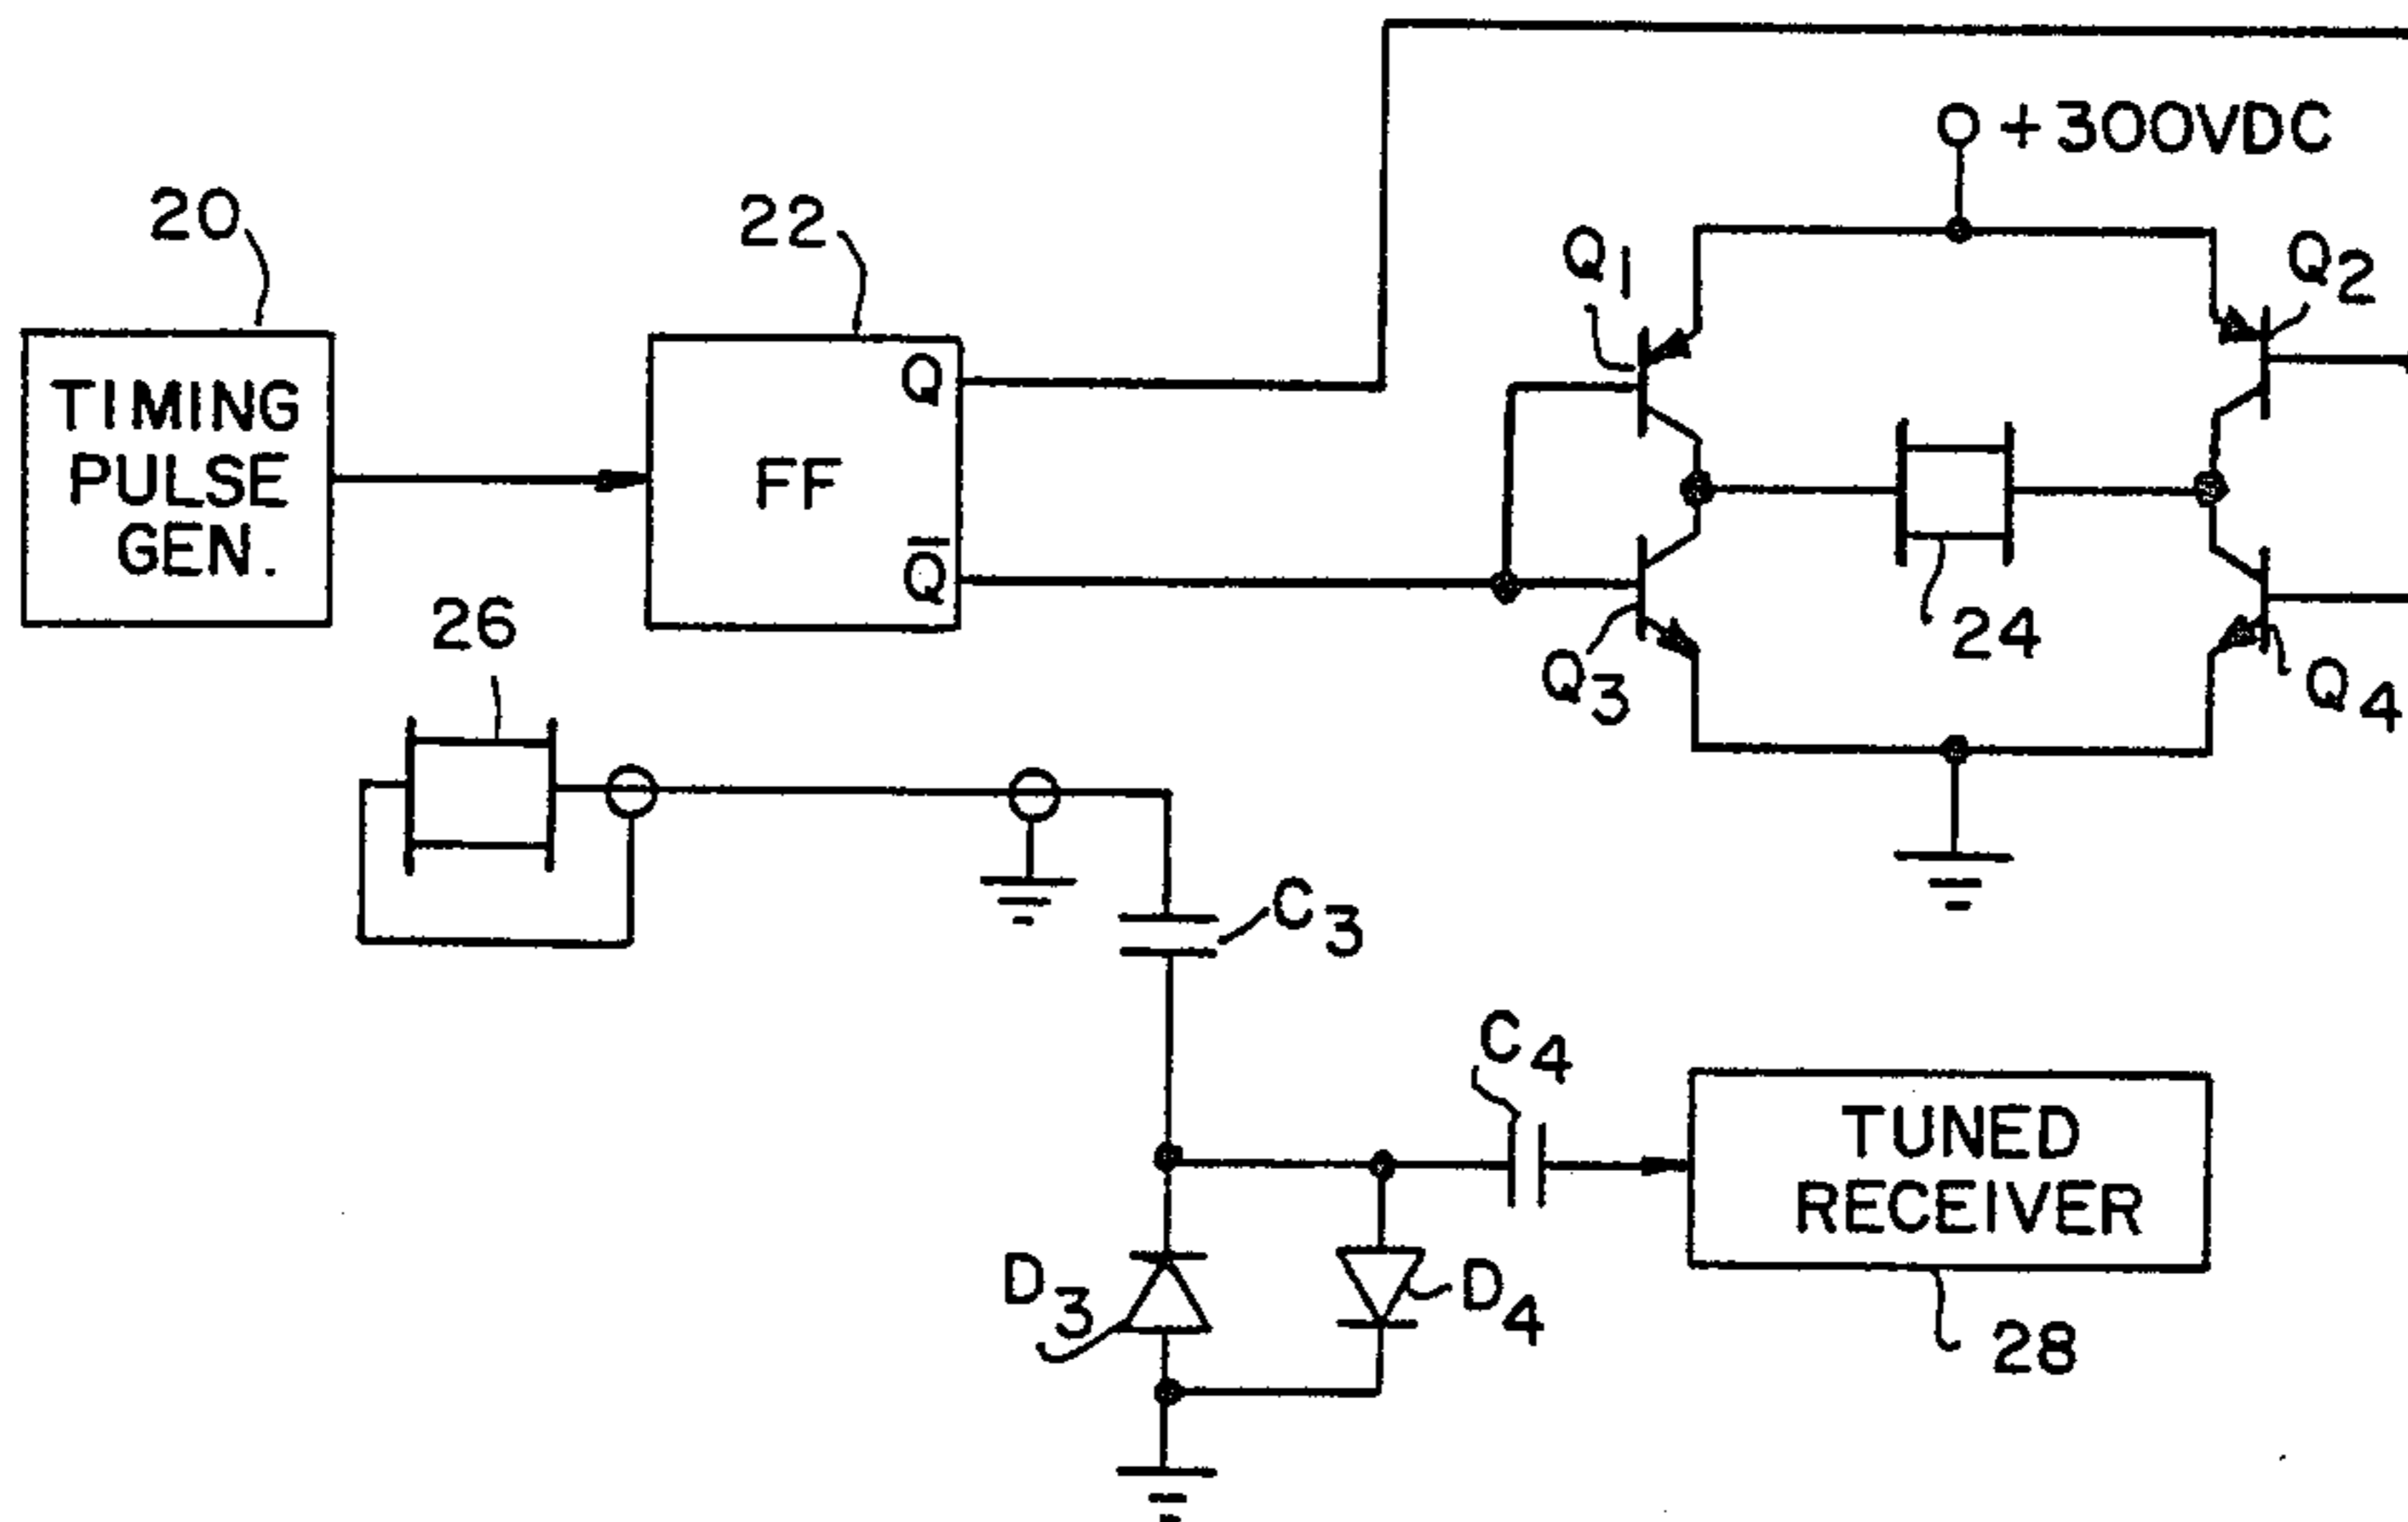 +300VDC
20
22
Q1
Q2
TIMING
PULSE
GEN.
Q
FF
Q̅
24
26
Q3
Q4
C3
C4
TUNED
RECEIVER
D3
D4
28